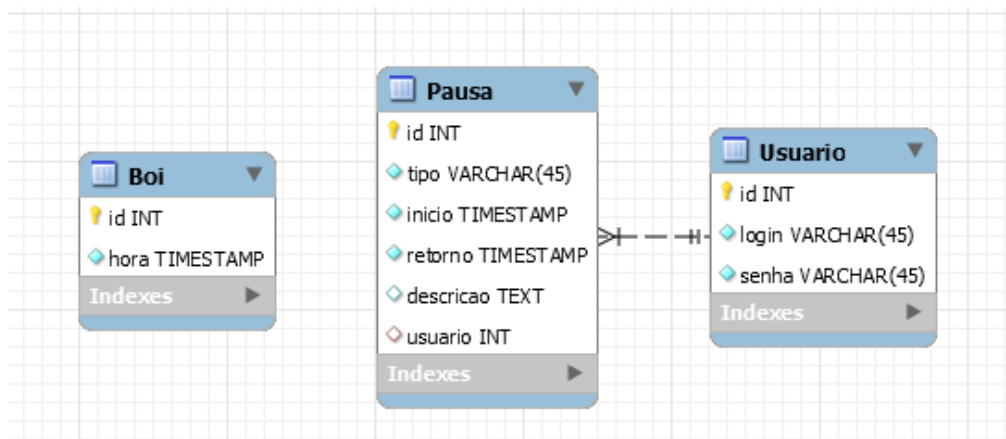 Boi
id INT
hora TIMESTAMP
Indexes
Pausa
id INT
tipo VARCHAR(45)
inicio TIMESTAMP
retorno TIMESTAMP
descricao TEXT
usuario INT
Indexes
Usuario
id INT
login VARCHAR(45)
senha VARCHAR(45)
Indexes